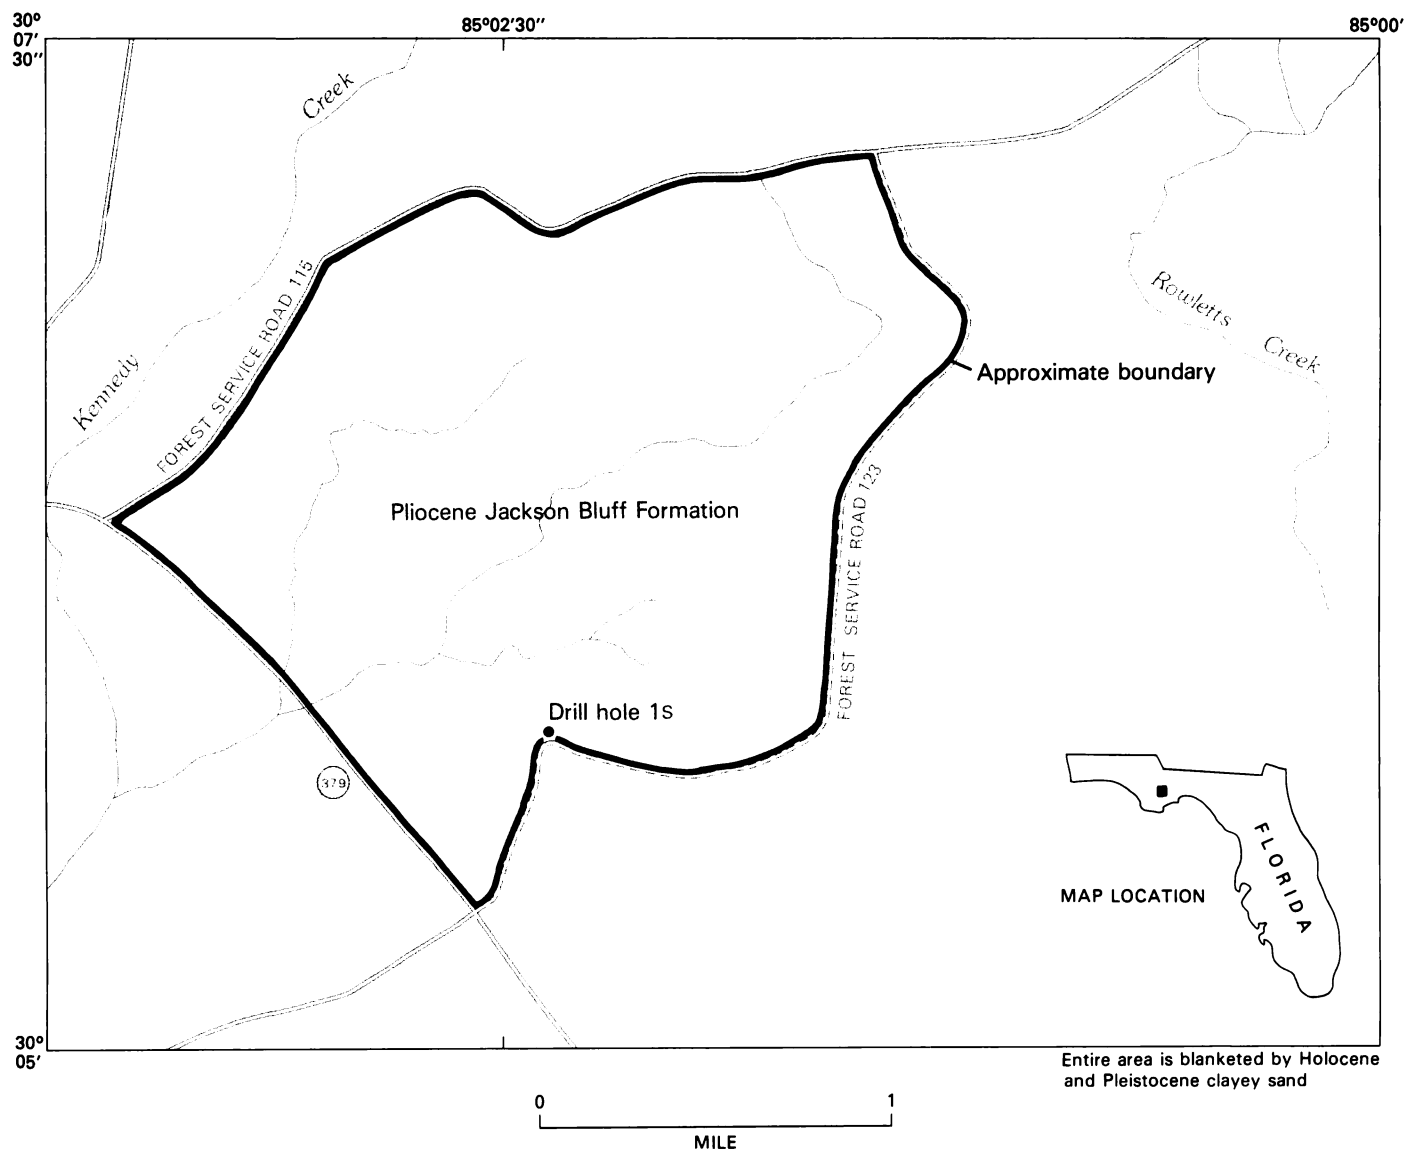 30°
07'
30"
85°02'30"
85°00'
Creek
Kennedy
FOREST SERVICE ROAD 115
Rowletts
Creek
Approximate boundary
Pliocene Jackson Bluff Formation
FOREST SERVICE ROAD 123
Drill hole 1S
379
FLORIDA
MAP LOCATION
30°
05'
Entire area is blanketed by Holocene
and Pleistocene clayey sand
0
1
MILE